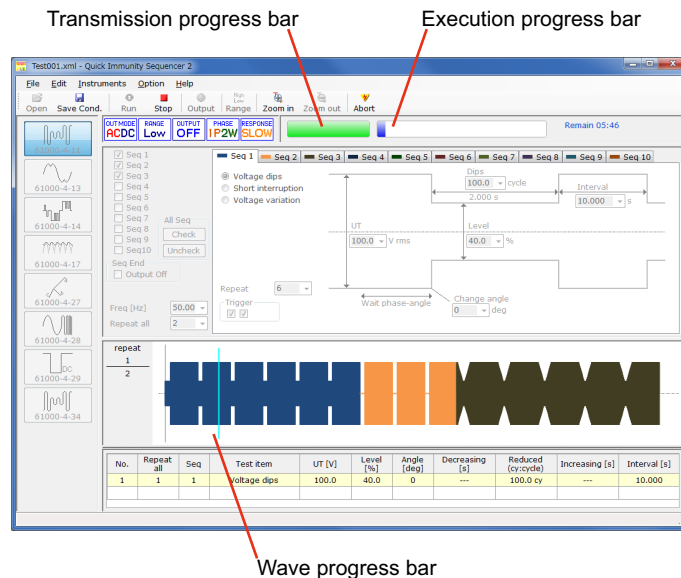 Transmission progress bar
Execution progress bar
Test001.xml - Quick Immunity Sequencer 2
File Edit Instruments Option Help
Open Save Cond. Run Stop Output High Low Range Zoom in Zoom out Abort
OUT MODE ACDC RANGE Low OUTPUT OFF PHASE 1P2W RESPONSE SLOW
Remain 05:46
61000-4-11
61000-4-13
61000-4-14
61000-4-17
61000-4-27
61000-4-28
DC
61000-4-29
61000-4-34
Seq 1
Seq 2
Seq 3
Seq 4
Seq 5
Seq 6
Seq 7
Seq 8
Seq 9
Seq10
All Seq
Check
Uncheck
Seq End
Output Off
Freq [Hz] 50.00
Repeat all 2
Seq 1 Seq 2 Seq 3 Seq 4 Seq 5 Seq 6 Seq 7 Seq 8 Seq 9 Seq 10
Voltage dips
Short interruption
Voltage variation
Dips
100.0 cycle
2.000 s
Interval
10.000 s
UT
100.0 V rms
Level
40.0 %
Repeat 6
Trigger
Wait phase-angle
Change angle
0 deg
repeat
1
2
No. Repeat all Seq Test item UT [V] Level [%] Angle [deg] Decreasing [s] Reduced (cy:cycle) Increasing [s] Interval [s]
1 1 1 Voltage dips 100.0 40.0 0 --- 100.0 cy --- 10.000
Wave progress bar